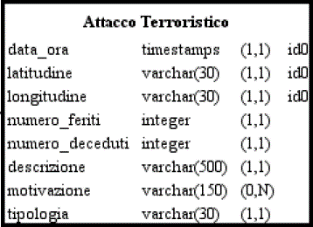 Attacco Terroristico
data_ora timestamps (1,1) id0
latitudine varchar(30) (1,1) id0
longitudine varchar(30) (1,1) id0
numero_feriti integer (1,1)
numero_deceduti integer (1,1)
descrizione varchar(500) (1,1)
motivazione varchar(150) (0,N)
tipologia varchar(30) (1,1)